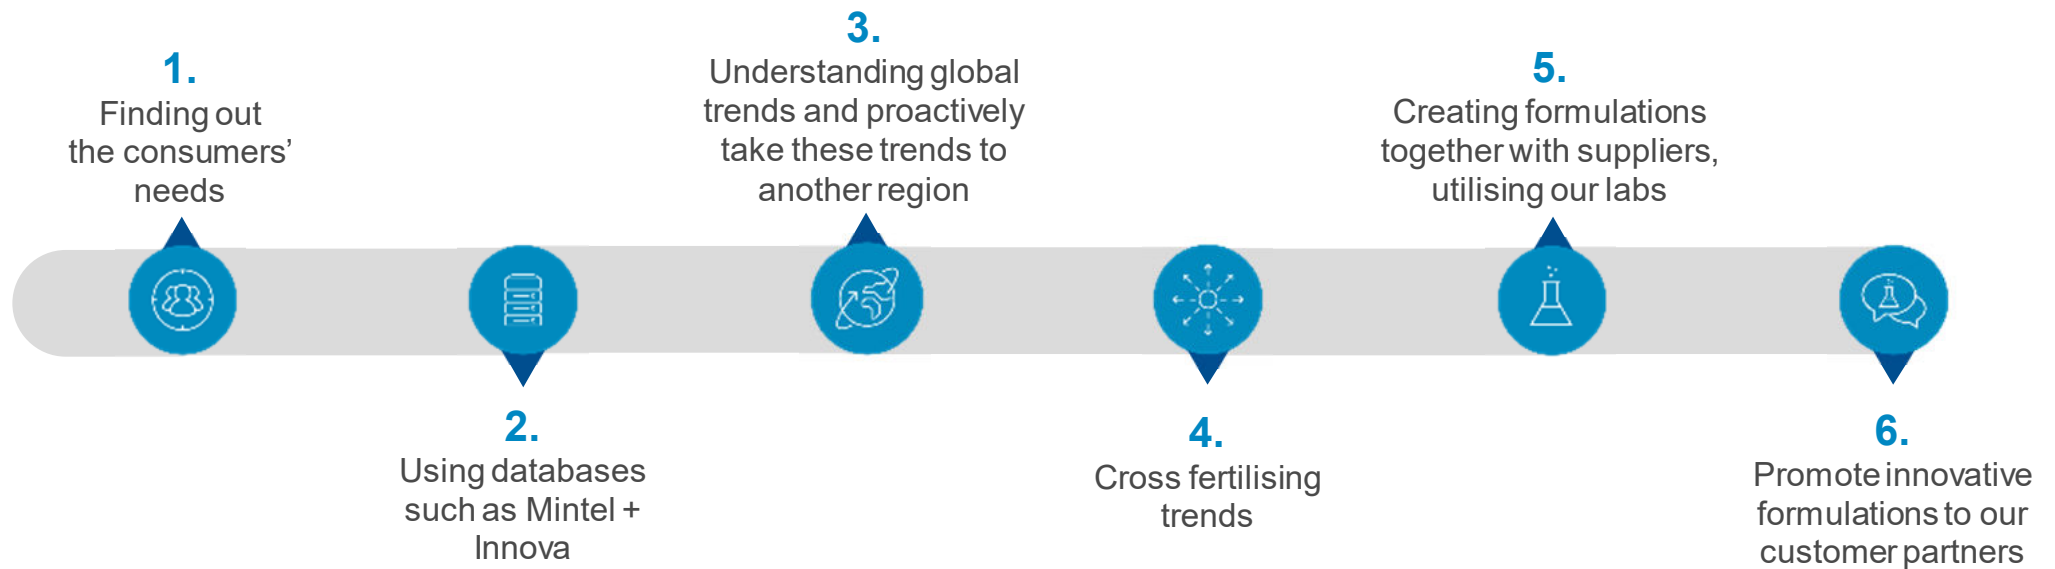 1.
Finding out
the consumers’
needs
2.
Using databases
such as Mintel +
Innova
3.
Understanding global
trends and proactively
take these trends to
another region
4.
Cross fertilising
trends
5.
Creating formulations
together with suppliers,
utilising our labs
6.
Promote innovative
formulations to our
customer partners